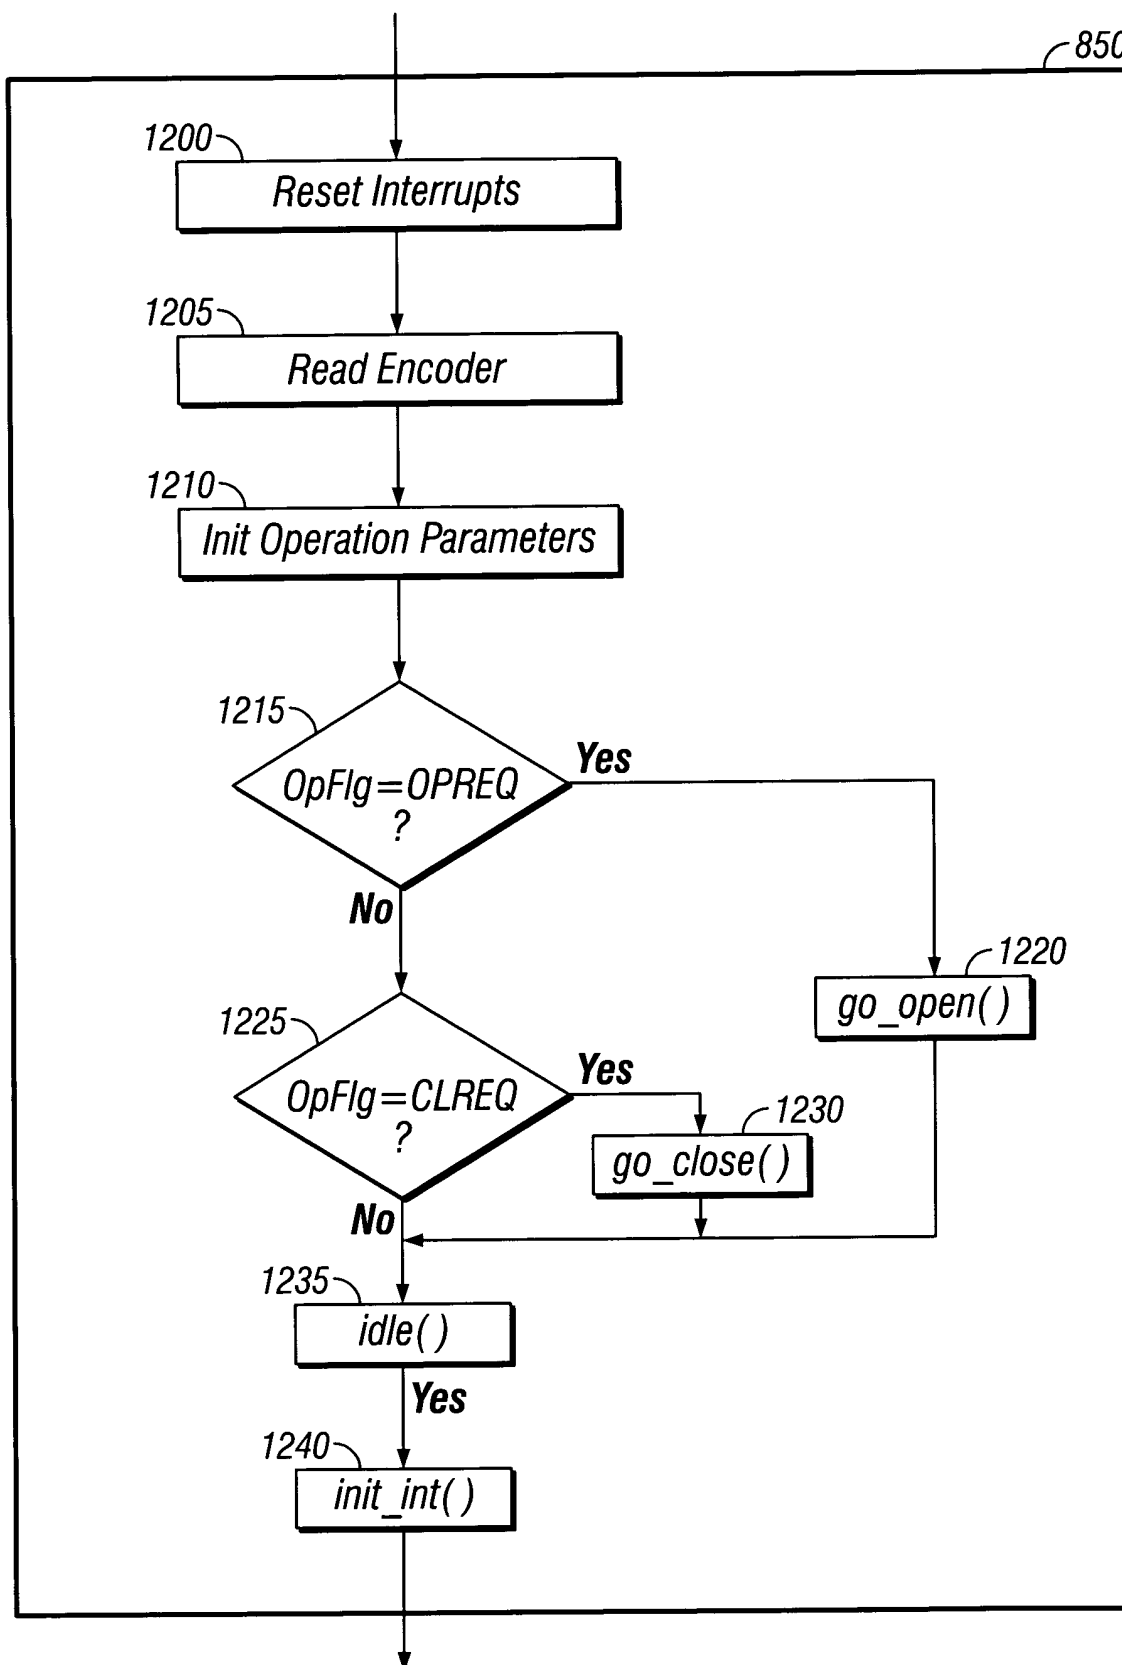 850
1200
Reset Interrupts
1205
Read Encoder
1210
Init Operation Parameters
1215
OpFlg=OPREQ
?
Yes
No
1220
go_open()
1225
OpFlg=CLREQ
?
Yes
No
1230
go_close()
1235
idle()
Yes
1240
init_int()